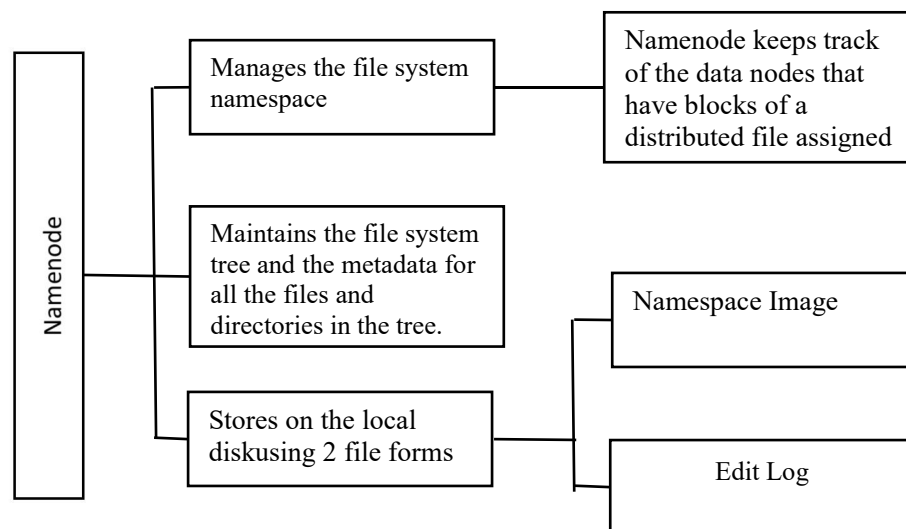 Namenode
Manages the file system
namespace
Namenode keeps track
of the data nodes that
have blocks of a
distributed file assigned
Maintains the file system
tree and the metadata for
all the files and
directories in the tree.
Namespace Image
Stores on the local
diskusing 2 file forms
Edit Log